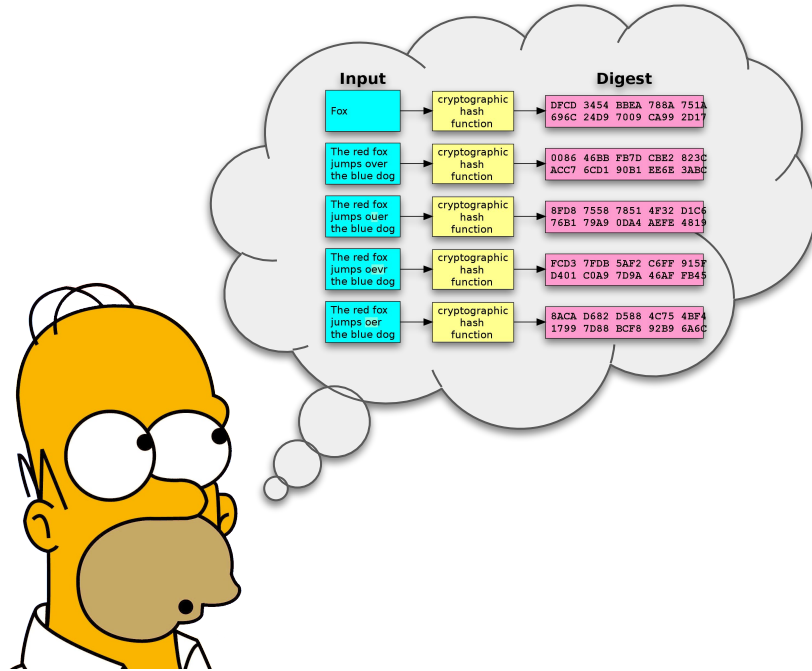 Input Digest
Fox
cryptographic
hash
function
DFCD 3454 BBEA 788A 751A
696C 24D9 7009 CA99 2D17
The red fox
jumps over
the blue dog
cryptographic
hash
function
0086 46BB FB7D CBE2 823C
ACC7 6CD1 90B1 EE6E 3ABC
The red fox
jumps ouer
the blue dog
cryptographic
hash
function
8FD8 7558 7851 4F32 D1C6
76B1 79A9 0DA4 AEFE 4819
The red fox
jumps oevr
the blue dog
cryptographic
hash
function
FCD3 7FDB 5AF2 C6FF 915F
D401 C0A9 7D9A 46AF FB45
The red fox
jumps oer
the blue dog
cryptographic
hash
function
8ACA D682 D588 4C75 4BF4
1799 7D88 BCF8 92B9 6A6C